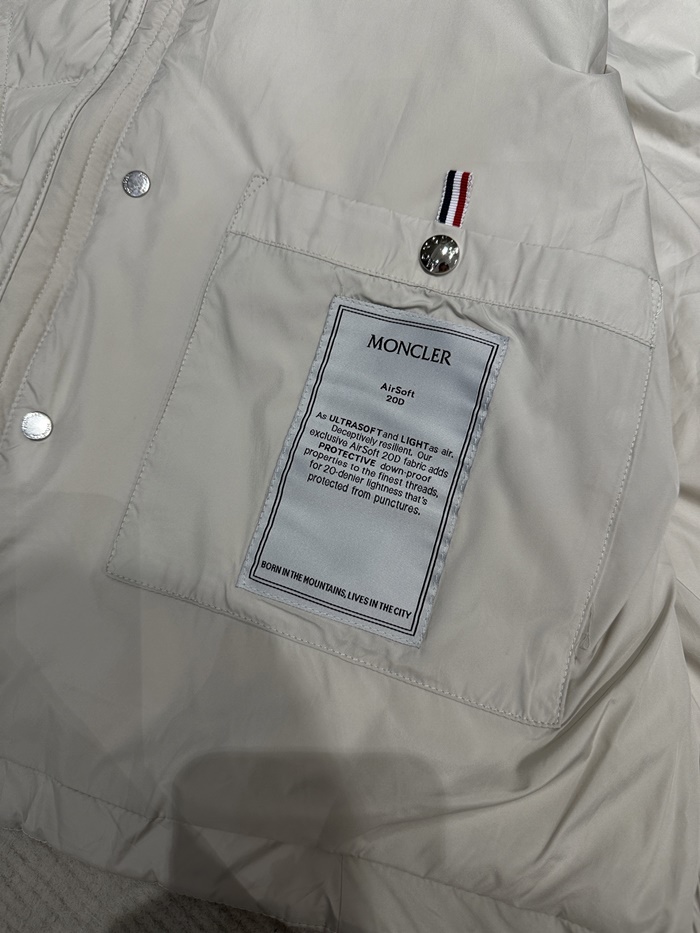 MONCLER
AirSoft
20D
As ULTRASOFT and LIGHT as air.
Deceptively resilient. Our
exclusive AirSoft 20D fabric adds
PROTECTIVE down-proof
properties to the finest threads,
for 20-denier lightness that's
protected from punctures.
BORN IN THE MOUNTAINS, LIVES IN THE CITY